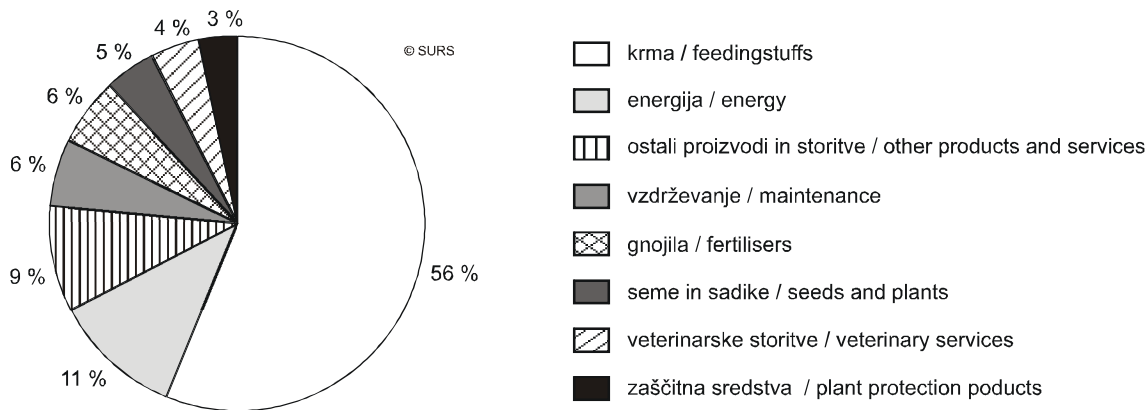 3 %
4 %
5 %
© SURS
6 %
6 %
9 %
56 %
11 %
krma / feedingstuffs
energija / energy
ostali proizvodi in storitve / other products and services
vzdrževanje / maintenance
gnojila / fertilisers
seme in sadike / seeds and plants
veterinarske storitve / veterinary services
zaščitna sredstva / plant protection poducts